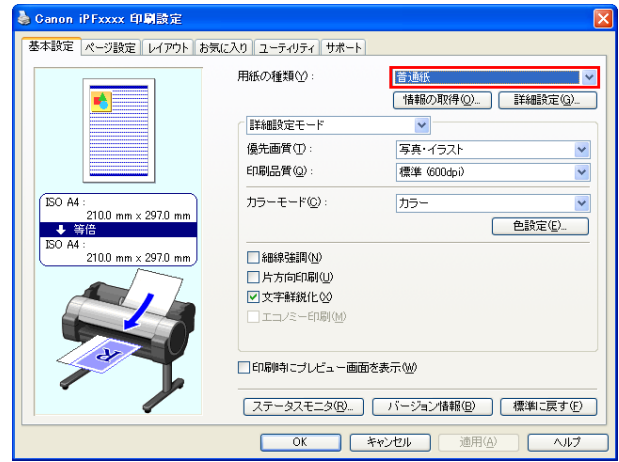 Canon iPFxxxx 印刷設定
基本設定 ページ設定 レイアウト お気に入り ユーティリティ サポート
用紙の種類(Y): 普通紙
情報の取得(O)... 詳細設定(G)...
詳細設定モード
優先画質(T): 写真・イラスト
印刷品質(Q): 標準 (600dpi)
カラーモード(C): カラー
色設定(E)...
ISO A4 :
210.0 mm x 297.0 mm
等倍
ISO A4 :
210.0 mm x 297.0 mm
細線強調(N)
片方向印刷(U)
文字鮮鋭化(X)
エコノミー印刷(M)
印刷時にプレビュー画面を表示(W)
ステータスモニタ(R)... バージョン情報(B) 標準に戻す(F)
OK キャンセル 適用(A) ヘルプ